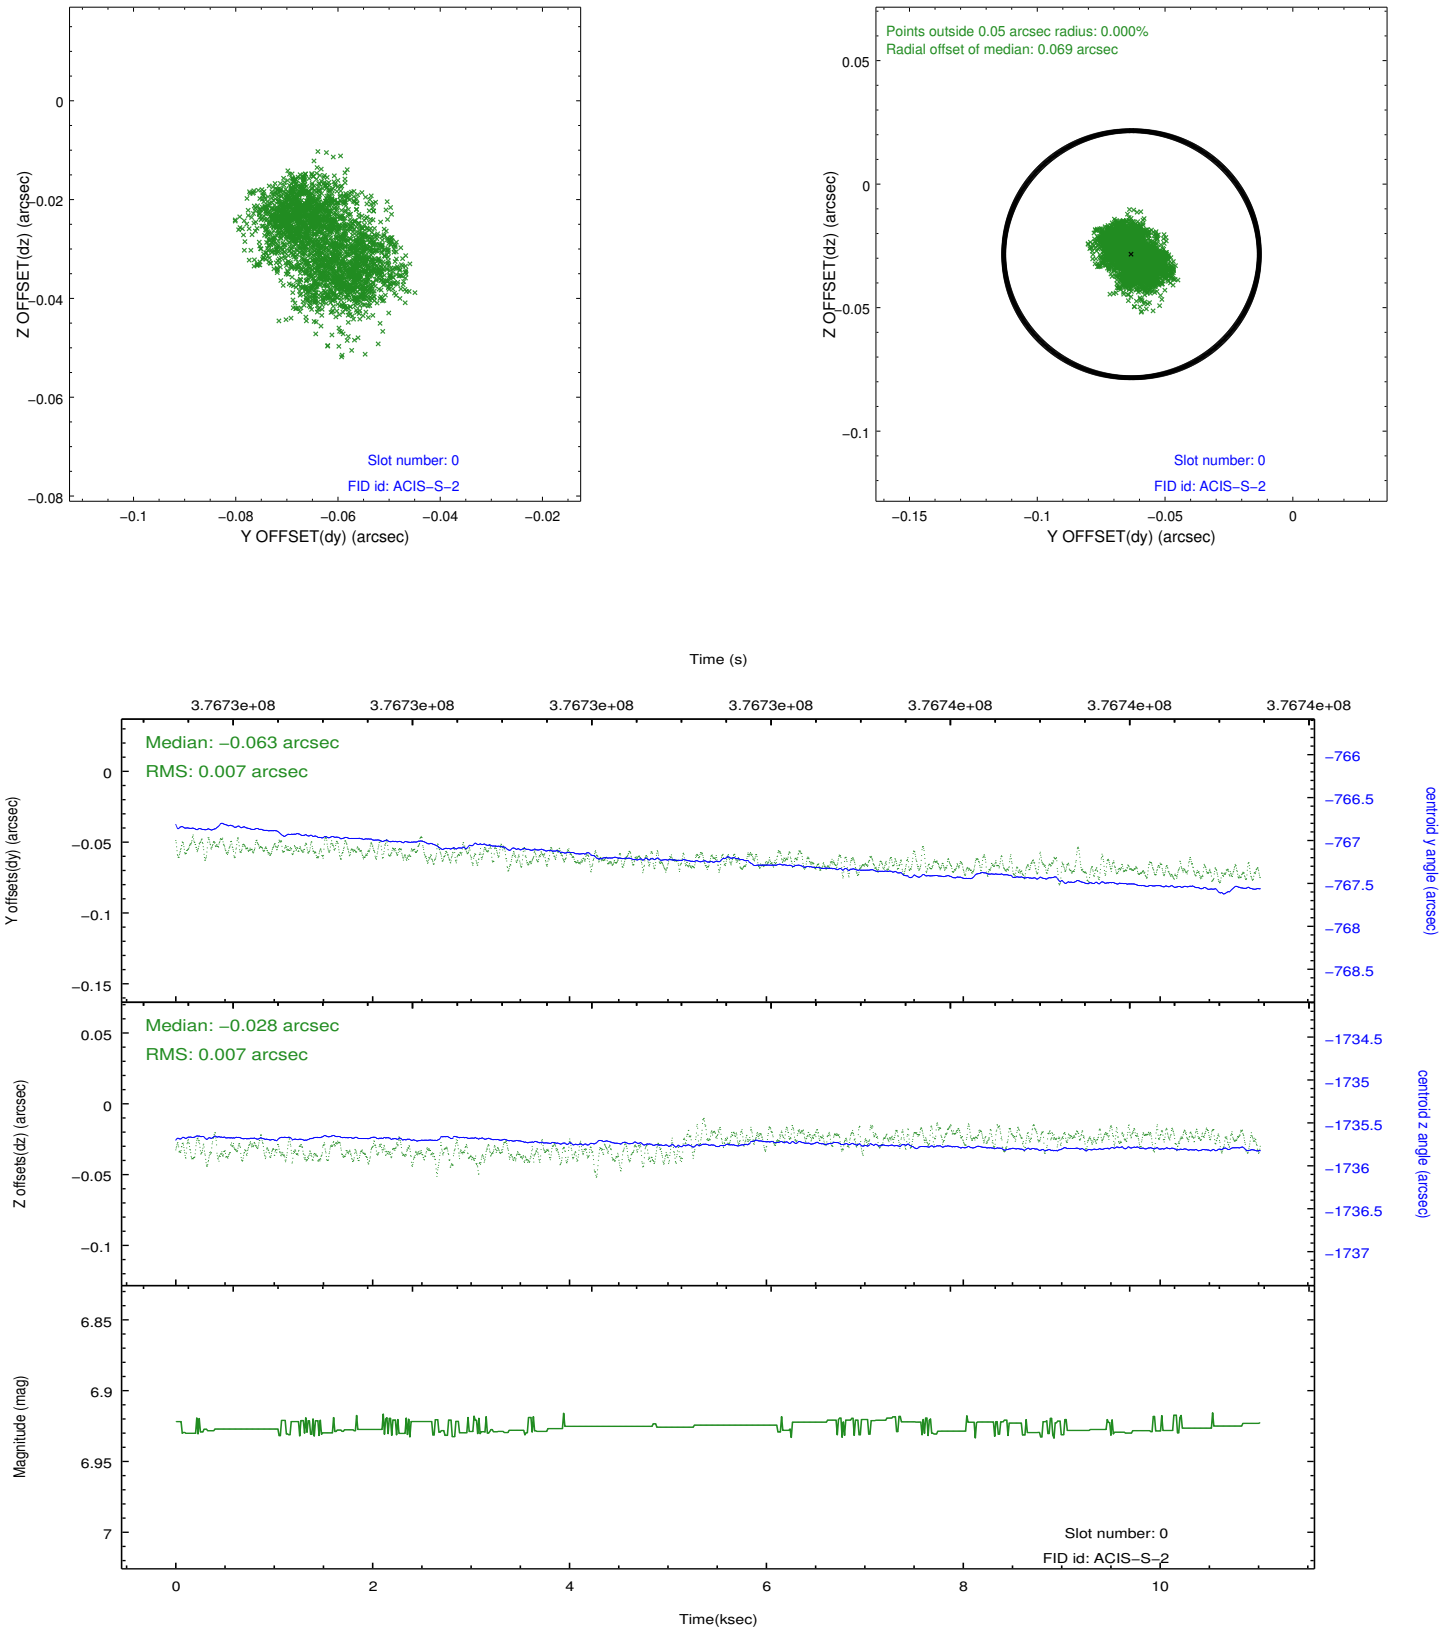 0
−0.02
−0.04
−0.06
−0.08
Z OFFSET(dz) (arcsec)
Slot number: 0
FID id: ACIS−S−2
−0.1
−0.08
−0.06
−0.04
−0.02
Y OFFSET(dy) (arcsec)
Points outside 0.05 arcsec radius: 0.000%
Radial offset of median: 0.069 arcsec
0.05
0
−0.05
−0.1
Z OFFSET(dz) (arcsec)
Slot number: 0
FID id: ACIS−S−2
−0.15
−0.1
−0.05
0
Y OFFSET(dy) (arcsec)
Time (s)
3.7673e+08
3.7673e+08
3.7673e+08
3.7673e+08
3.7674e+08
3.7674e+08
3.7674e+08
Median: −0.063 arcsec
RMS: 0.007 arcsec
0
−0.05
−0.1
−0.15
Y offsets(dy) (arcsec)
−766
−766.5
−767
−767.5
−768
−768.5
centroid y angle (arcsec)
Median: −0.028 arcsec
RMS: 0.007 arcsec
0.05
0
−0.05
−0.1
Z offsets(dz) (arcsec)
−1734.5
−1735
−1735.5
−1736
−1736.5
−1737
centroid z angle (arcsec)
6.85
6.9
6.95
7
Magnitude (mag)
Slot number: 0
FID id: ACIS−S−2
0
2
4
6
8
10
Time(ksec)